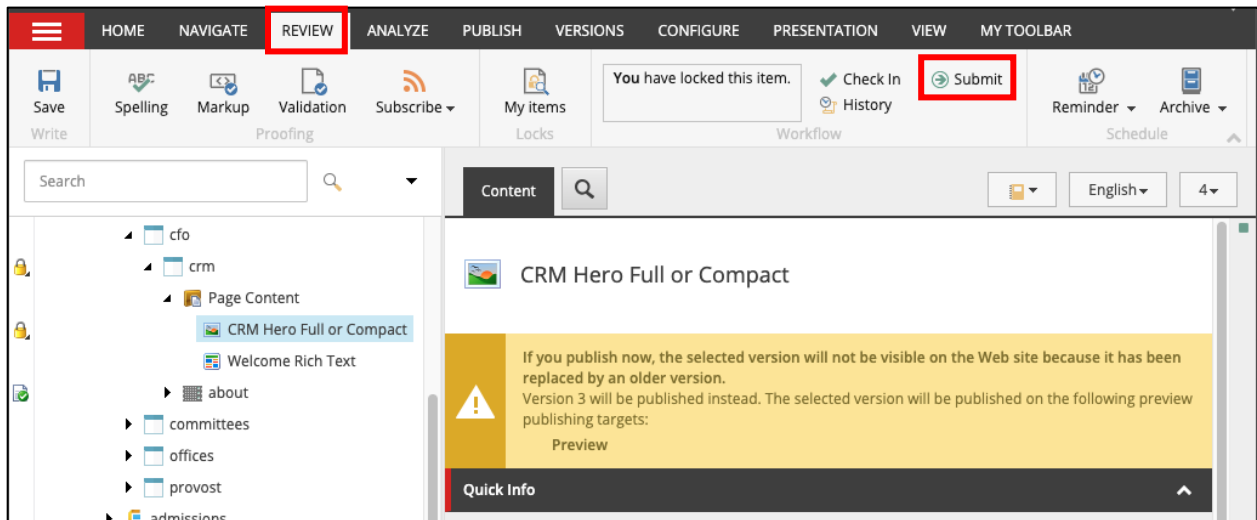 HOME NAVIGATE REVIEW ANALYZE PUBLISH VERSIONS CONFIGURE PRESENTATION VIEW MY TOOLBAR
Save
Write
ABC
Spelling
Markup
Validation
Subscribe
Proofing
My items
Locks
You have locked this item.
Check In
History
Submit
Workflow
12
Reminder
Archive
Schedule
Search
cfo
crm
Page Content
CRM Hero Full or Compact
Welcome Rich Text
about
committees
offices
provost
admissions
Content
English
4
CRM Hero Full or Compact
If you publish now, the selected version will not be visible on the Web site because it has been
replaced by an older version.
Version 3 will be published instead. The selected version will be published on the following preview
publishing targets:
Preview
Quick Info